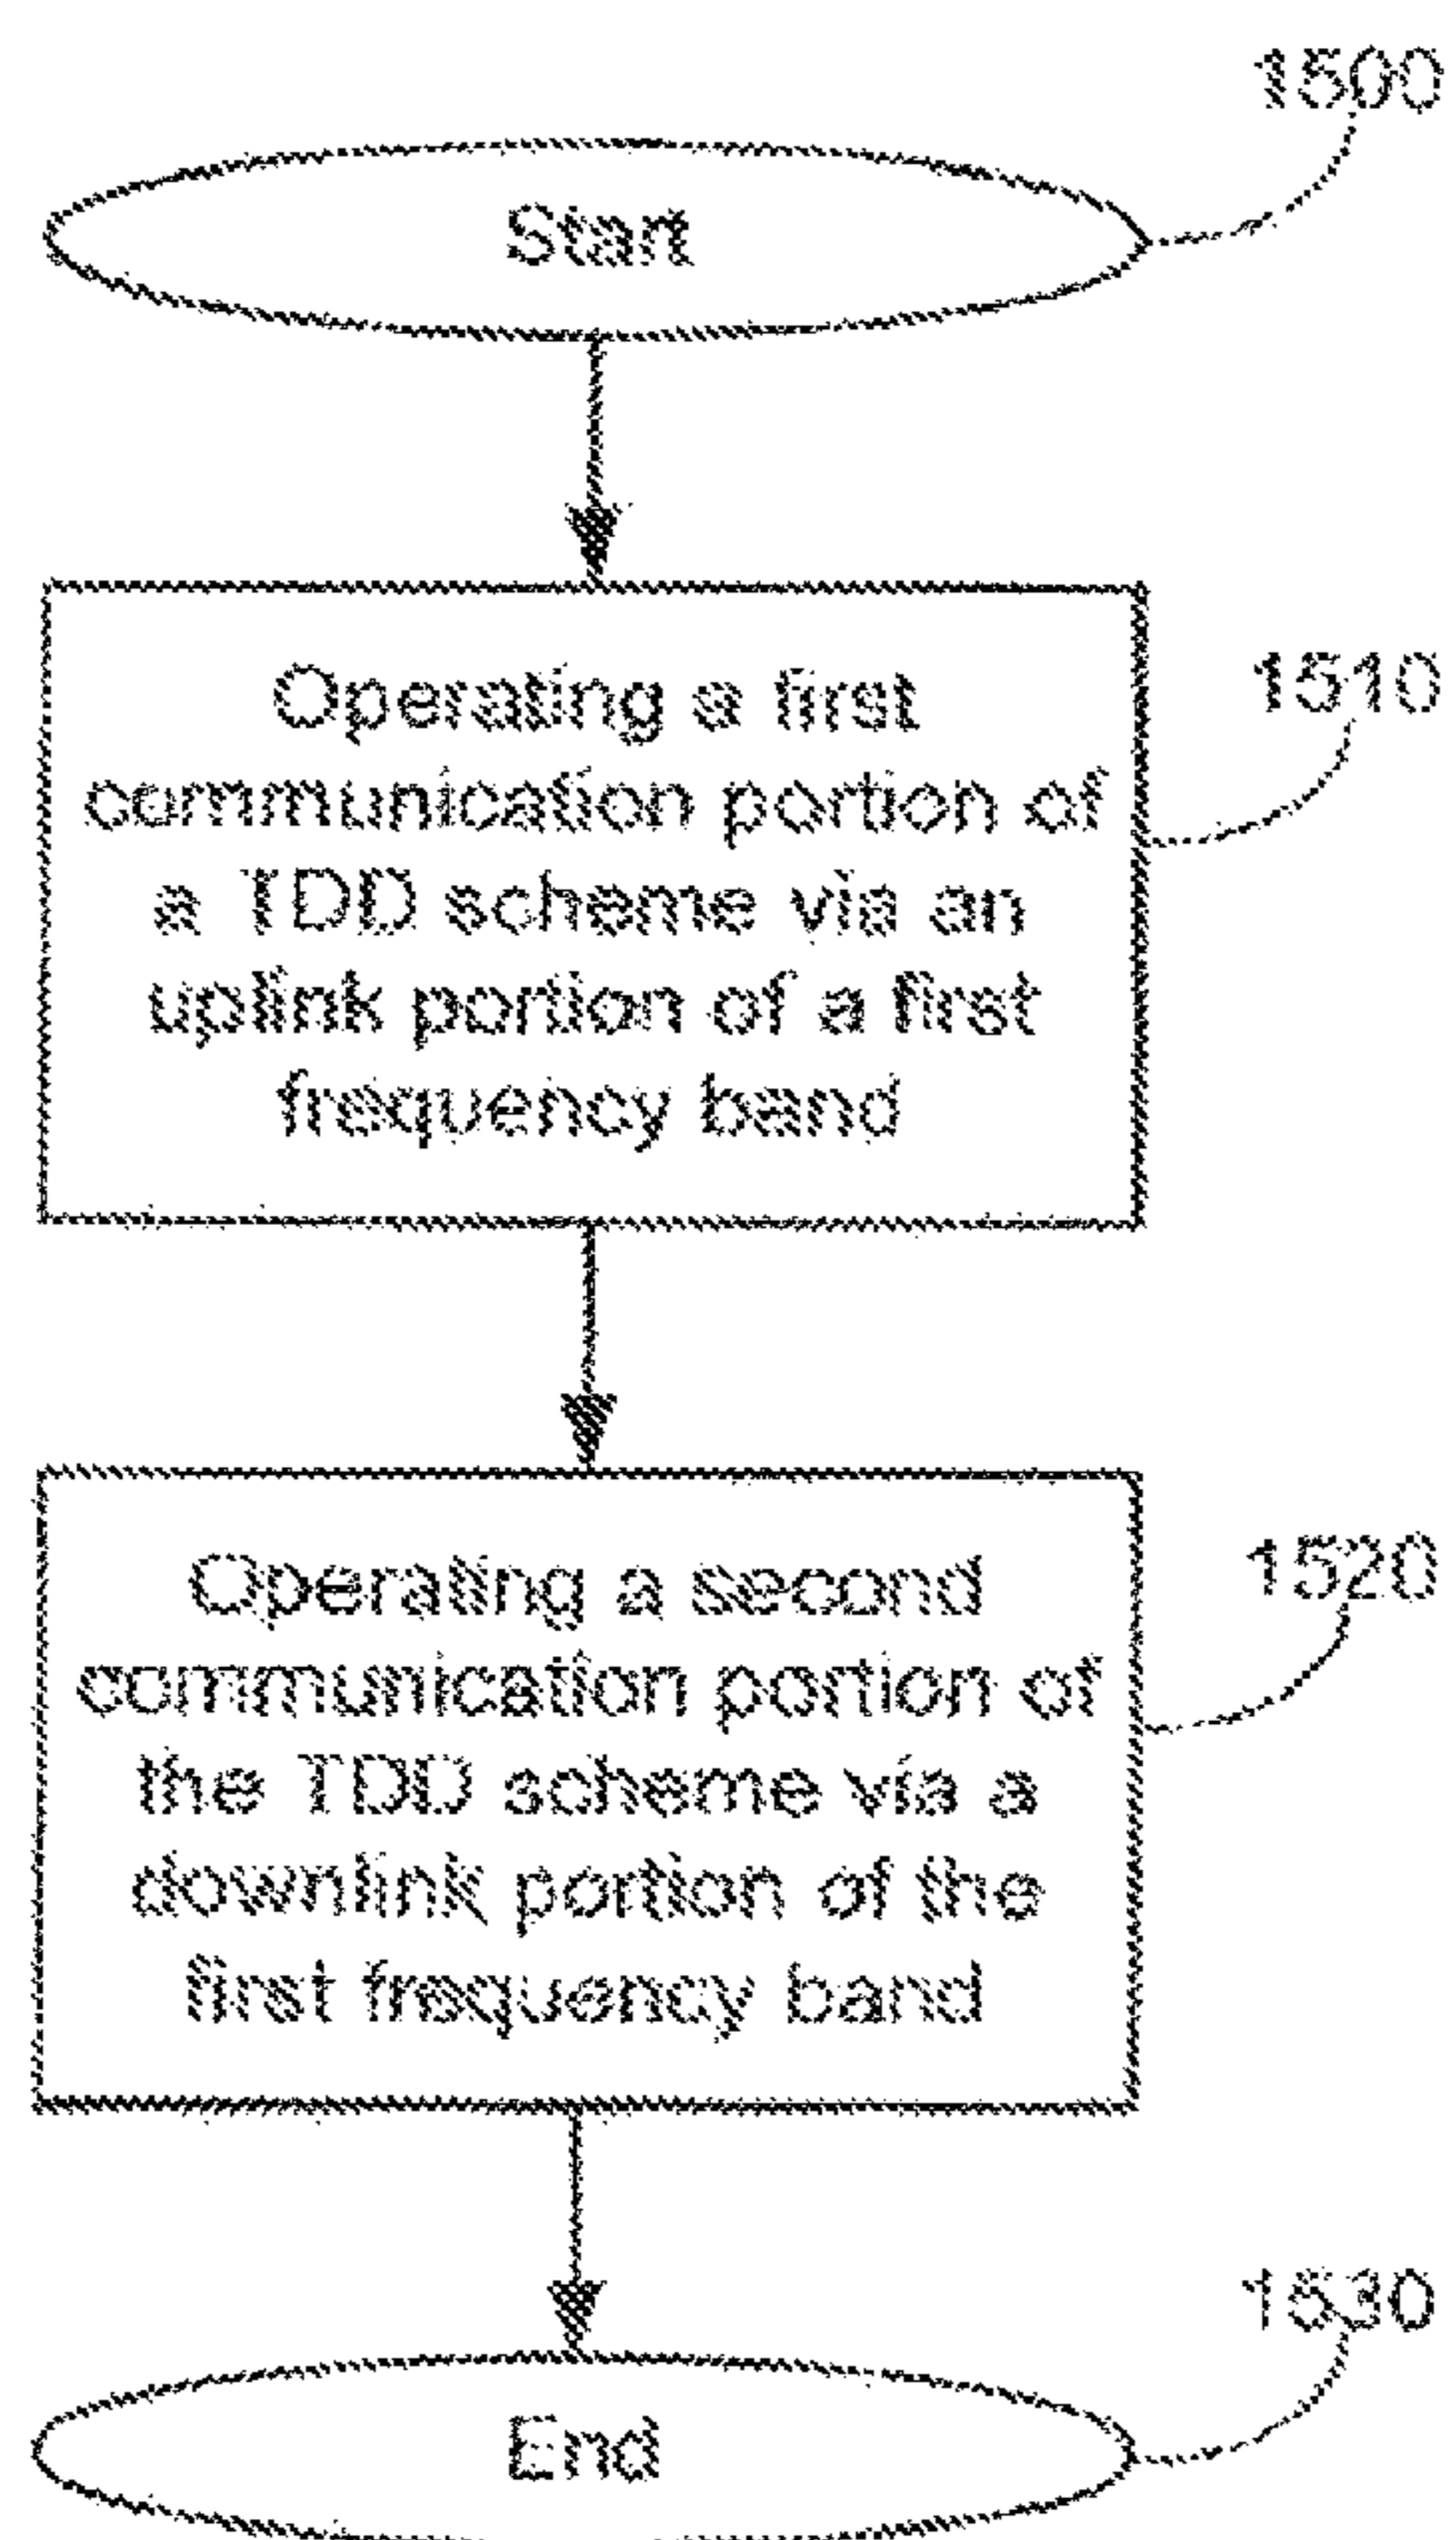 1500
Start
1510
Operating a first
communication portion of
a TDD scheme via an
uplink portion of a first
frequency band
1520
Operating a second
communication portion of
the TDD scheme via a
downlink portion of the
first frequency band
1530
End